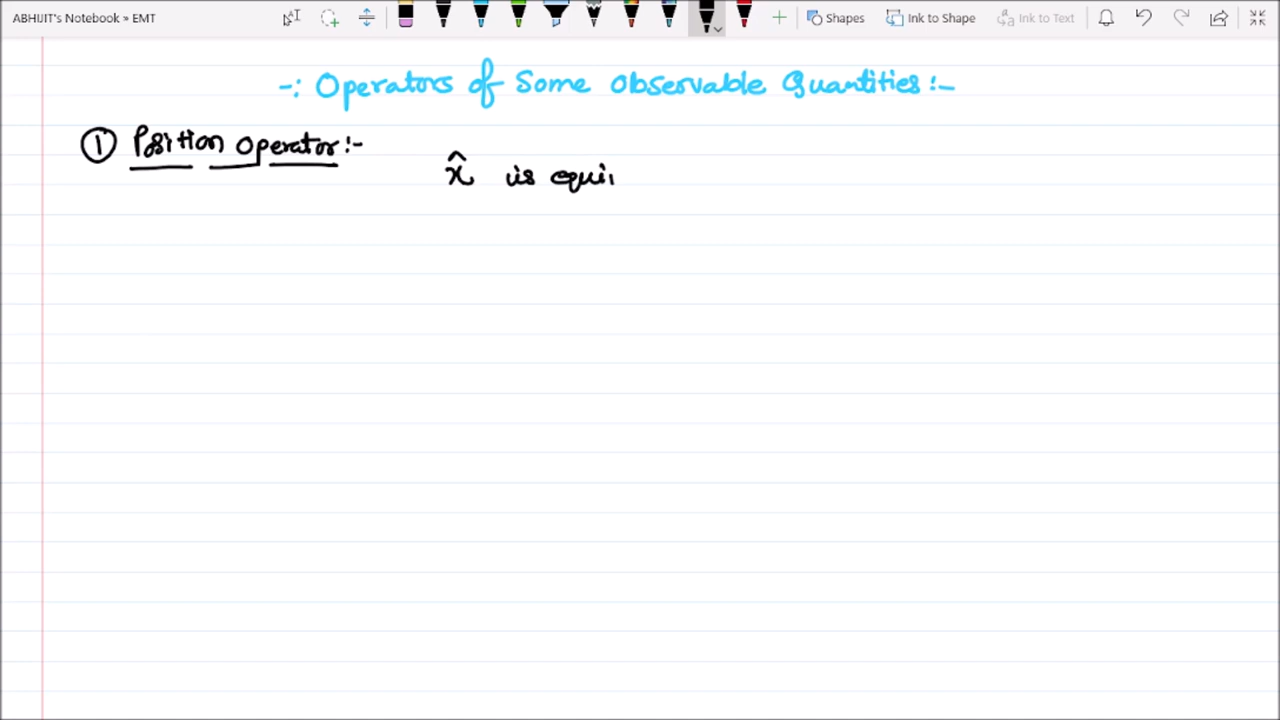 ABHIJIT's Notebook » EMT
Shapes
Ink to Shape
Ink to Text
-: Operators of Some Observable Quantities:-
① Position Operator:-
x̂ is equi